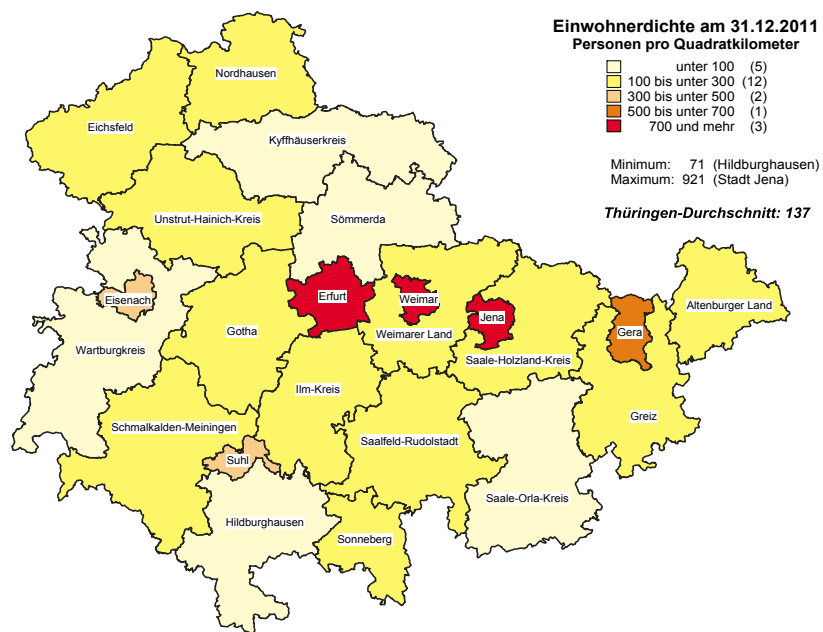 Einwohnerdichte am 31.12.2011
Personen pro Quadratkilometer
unter 100 (5)
100 bis unter 300 (12)
300 bis unter 500 (2)
500 bis unter 700 (1)
700 und mehr (3)
Minimum: 71 (Hildburghausen)
Maximum: 921 (Stadt Jena)
Thüringen-Durchschnitt: 137
Nordhausen
Eichsfeld
Kyffhäuserkreis
Unstrut-Hainich-Kreis
Sömmerda
Eisenach
Erfurt
Weimar
Jena
Gera
Altenburger Land
Gotha
Weimarer Land
Wartburgkreis
Saale-Holzland-Kreis
Ilm-Kreis
Greiz
Schmalkalden-Meiningen
Saalfeld-Rudolstadt
Suhl
Saale-Orla-Kreis
Hildburghausen
Sonneberg